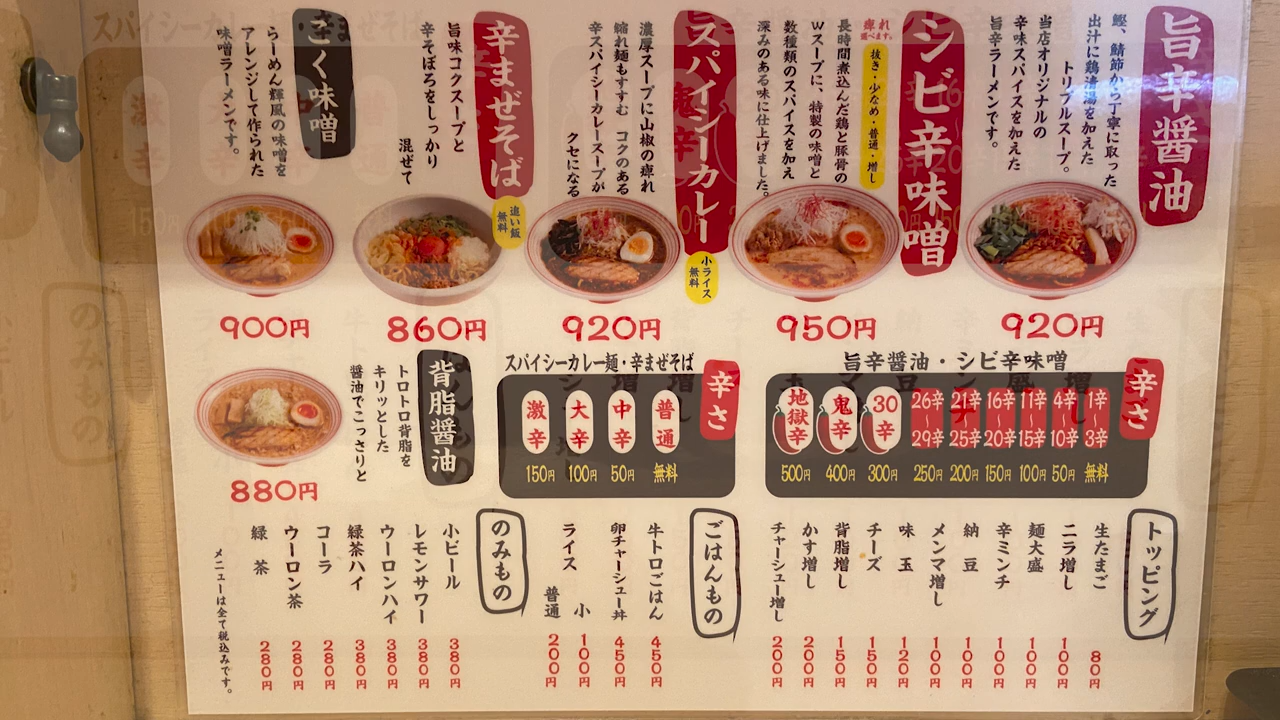 旨辛醤油
鰹、鯖節から丁寧に取った
出汁に鶏清湯を加えた
トリプルスープ。
当店オリジナルの
辛味スパイスを加えた
旨辛ラーメンです。
920円
シビ辛味噌
痺れ
選べます。
抜き・少なめ・普通・増し
長時間煮込んだ鶏と豚骨の
Wスープに、特製の味噌と
数種類のスパイスを加え
深みのある味に仕上げました。
950円
スパイシーカレー
小ライス
無料
濃厚スープに山椒の痺れ
縮れ麺もすすむ コクのある
辛スパイシーカレースープが
クセになる
920円
辛まぜそば
追い飯
無料
旨味コクスープと
辛そぼろをしっかり
混ぜて
860円
こく味噌
らーめん輝風の味噌を
アレンジして作られた
味噌ラーメンです。
900円
辛さ
旨辛醤油・シビ辛味噌
1辛〜3辛 無料
4辛〜10辛 50円
11辛〜15辛 100円
16辛〜20辛 150円
21辛〜25辛 200円
26辛〜29辛 250円
30辛 300円
鬼辛 400円
地獄辛 500円
辛さ
スパイシーカレー麺・辛まぜそば
普通 無料
中辛 50円
大辛 100円
激辛 150円
背脂醤油
トロトロ背脂を
キリッとした
醤油でこっさりと
880円
トッピング
生たまご 80円
ニラ増し 100円
麺大盛 100円
辛ミンチ 100円
納豆 100円
メンマ増し 100円
味玉 120円
チーズ 150円
背脂増し 150円
かす増し 200円
チャーシュー増し 200円
ごはんもの
牛トロごはん 450円
卵チャーシュー丼 450円
ライス 小 100円
普通 200円
のみもの
小ビール 380円
レモンサワー 380円
ウーロンハイ 380円
緑茶ハイ 380円
コーラ 280円
ウーロン茶 280円
緑茶 280円
メニューは全て税込みです。